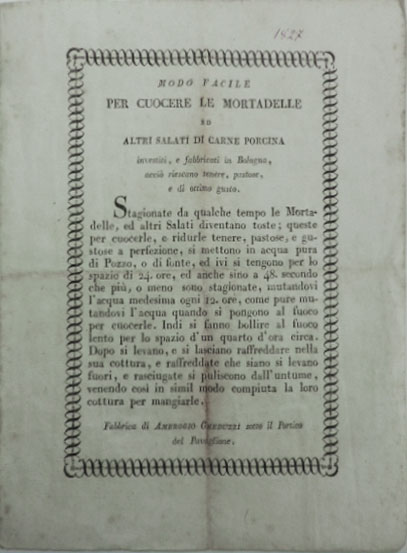 1827
MODO FACILE
PER CUOCERE LE MORTADELLE
ED
ALTRI SALATI DI CARNE PORCINA
investiti, e fabbricati in Bologna,
acciò riescano tenere, pastose,
e di ottimo gusto.
Stagionate da qualche tempo le Morta-
delle, ed altri Salati diventano toste; queste
per cuocerle, e ridurle tenere, pastose, e gu-
stose a perfezione, si mettono in acqua pura
di Pozzo, o di fonte, ed ivi si tengono per lo
spazio di 24. ore, ed anche sino a 48. secondo
che più, o meno sono stagionate, mutandovi
l'acqua medesima ogni 12. ore, come pure mu-
tandovi l'acqua quando si pongono al fuoco
per cuocerle. Indi si fanno bollire al fuoco
lento per lo spazio d'un quarto d'ora circa.
Dopo si levano, e si lasciano raffreddare nella
sua cottura, e raffreddate che siano si levano
fuori, e rasciugate si puliscono dall'untume,
venendo così in simil modo compiuta la loro
cottura per mangiarle.
Fabbrica di AMBROGIO sotto il Portico
del Pavaglione.